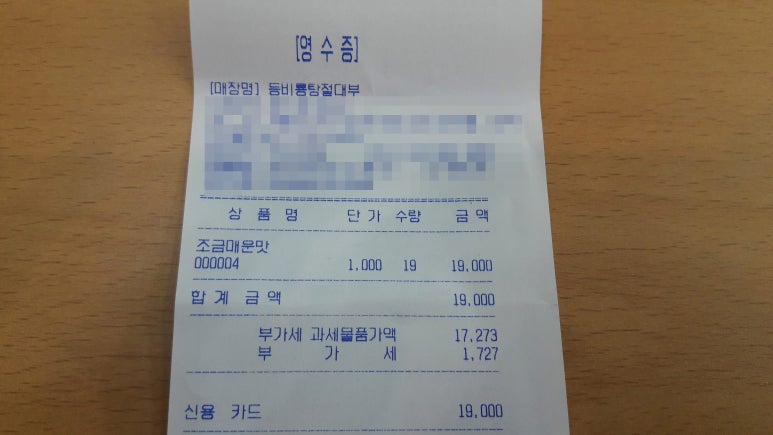 [영 수 증]
[매장명] 등비룡탕절대부
상 품 명 단 가 수량 금 액
조금매운맛
000004 1,000 19 19,000
합 계 금 액 19,000
부가세 과세물품가액 17,273
부 가 세 1,727
신용 카드 19,000